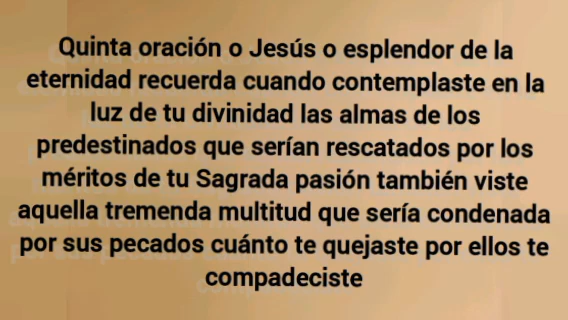 Quinta oración o Jesús o esplendor de la
eternidad recuerda cuando contemplaste en la
luz de tu divinidad las almas de los
predestinados que serían rescatados por los
méritos de tu Sagrada pasión también viste
aquella tremenda multitud que sería condenada
por sus pecados cuánto te quejaste por ellos te
compadeciste